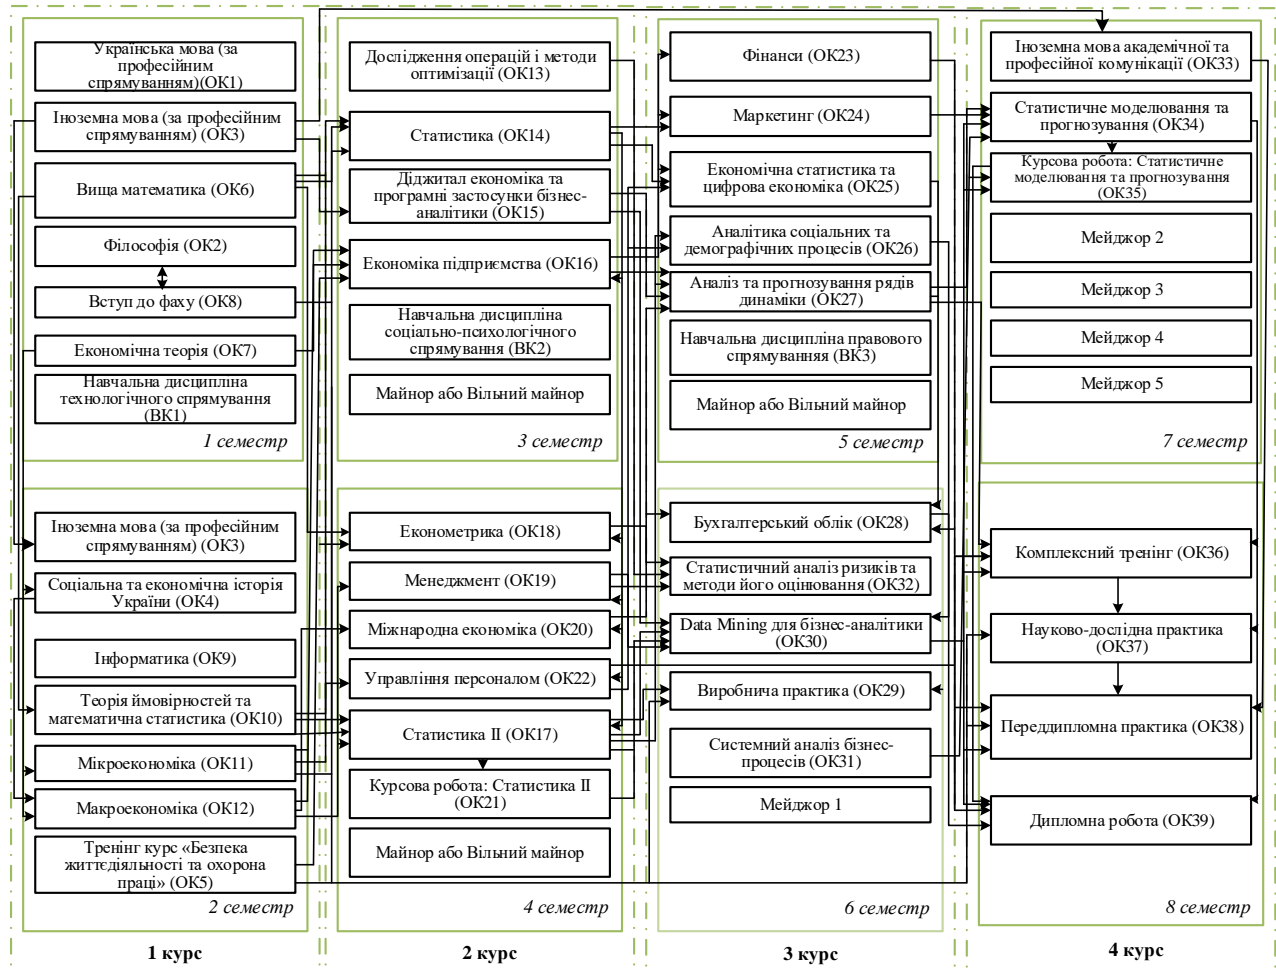 Українська мова (за
професійним
спрямуванням)(ОК1)
Іноземна мова (за професійним
спрямуванням) (ОК3)
Вища математика (ОК6)
Філософія (ОК2)
Вступ до фаху (ОК8)
Економічна теорія (ОК7)
Навчальна дисципліна
технологічного спрямування
(ВК1)
1 семестр
Іноземна мова (за професійним
спрямуванням) (ОК3)
Соціальна та економічна історія
України (ОК4)
Інформатика (ОК9)
Теорія ймовірностей та
математична статистика (ОК10)
Мікроекономіка (ОК11)
Макроекономіка (ОК12)
Тренінг курс «Безпека
життєдіяльності та охорона
праці» (ОК5)
2 семестр
1 курс
Дослідження операцій і методи
оптимізації (ОК13)
Статистика (ОК14)
Діджитал економіка та
програмні застосунки бізнес-
аналітики (ОК15)
Економіка підприємства (ОК16)
Навчальна дисципліна
соціально-психологічного
спрямування (ВК2)
Майнор або Вільний майнор
3 семестр
Економетрика (ОК18)
Менеджмент (ОК19)
Міжнародна економіка (ОК20)
Управління персоналом (ОК22)
Статистика ІІ (ОК17)
Курсова робота: Статистика ІІ
(ОК21)
Майнор або Вільний майнор
4 семестр
2 курс
Фінанси (ОК23)
Маркетинг (ОК24)
Економічна статистика та
цифрова економіка (ОК25)
Аналітика соціальних та
демографічних процесів (ОК26)
Аналіз та прогнозування рядів
динаміки (ОК27)
Навчальна дисципліна правового
спрямуванняя (ВК3)
Майнор або Вільний майнор
5 семестр
Бухгалтерський облік (ОК28)
Статистичний аналіз ризиків та
методи його оцінювання (ОК32)
Data Mining для бізнес-аналітики
(ОК30)
Виробнича практика (ОК29)
Системний аналіз бізнес-
процесів (ОК31)
Мейджор 1
6 семестр
3 курс
Іноземна мова академічної та
професійної комунікації (ОК33)
Статистичне моделювання та
прогнозування (ОК34)
Курсова робота: Статистичне
моделювання та прогнозування
(ОК35)
Мейджор 2
Мейджор 3
Мейджор 4
Мейджор 5
7 семестр
Комплексний тренінг (ОК36)
Науково-дослідна практика
(ОК37)
Переддипломна практика (ОК38)
Дипломна робота (ОК39)
8 семестр
4 курс